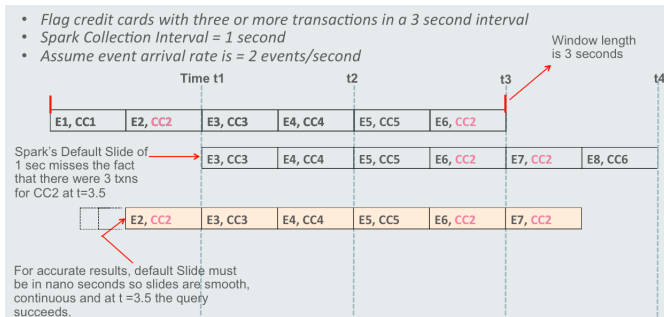 • Flag credit cards with three or more transactions in a 3 second interval
• Spark Collection Interval = 1 second
• Assume event arrival rate is = 2 events/second
Window length
is 3 seconds
Time t1 t2 t3 t4
E1, CC1 E2, CC2 E3, CC3 E4, CC4 E5, CC5 E6, CC2
Spark's Default Slide of
1 sec misses the fact
that there were 3 txns
for CC2 at t=3.5
E3, CC3 E4, CC4 E5, CC5 E6, CC2 E7, CC2 E8, CC6
E2, CC2 E3, CC3 E4, CC4 E5, CC5 E6, CC2 E7, CC2
For accurate results, default Slide must
be in nano seconds so slides are smooth,
continuous and at t =3.5 the query
succeeds.